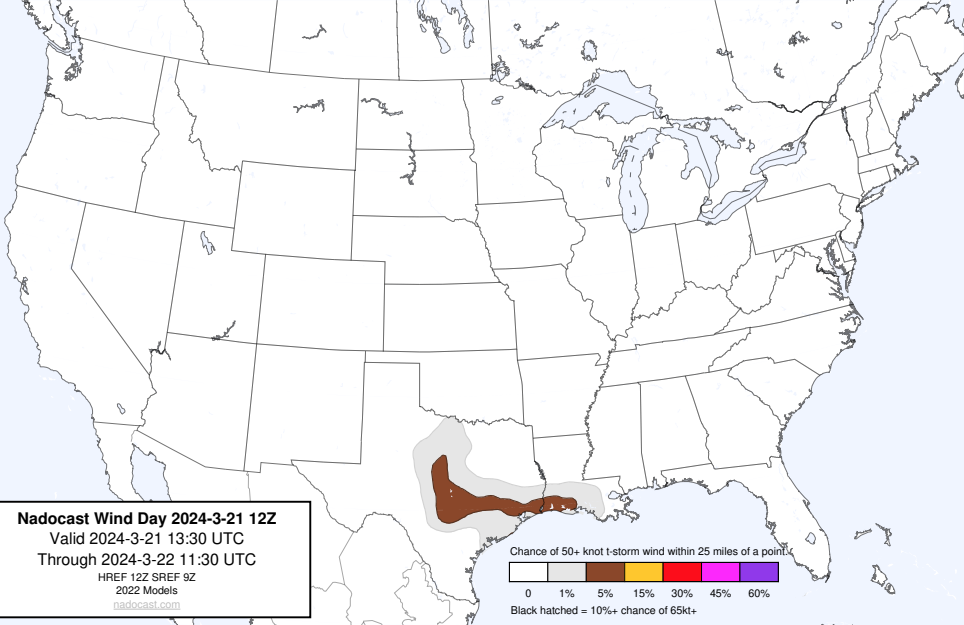 Nadocast Wind Day 2024-3-21 12Z
Valid 2024-3-21 13:30 UTC
Through 2024-3-22 11:30 UTC
HREF 12Z SREF 9Z
2022 Models
nadocast.com
Chance of 50+ knot t-storm wind within 25 miles of a point.
0 1% 5% 15% 30% 45% 60%
Black hatched = 10%+ chance of 65kt+